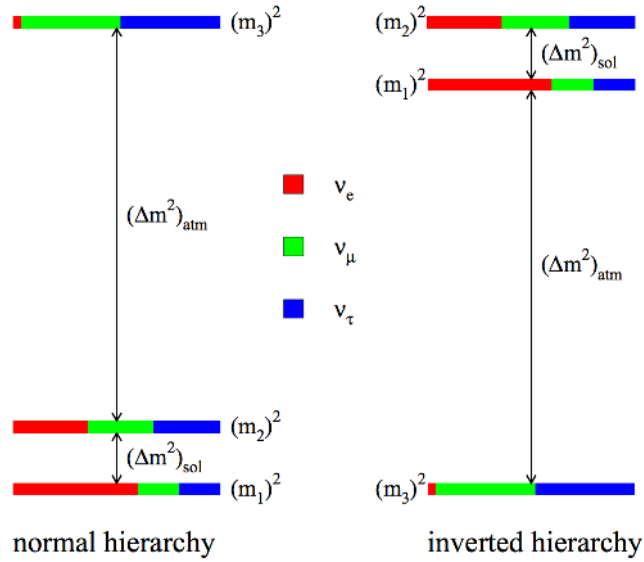 (m₃)²
(Δm²)atm
(m₂)²
(Δm²)sol
(m₁)²
normal hierarchy
νe
νμ
ντ
(m₂)²
(Δm²)sol
(m₁)²
(Δm²)atm
(m₃)²
inverted hierarchy